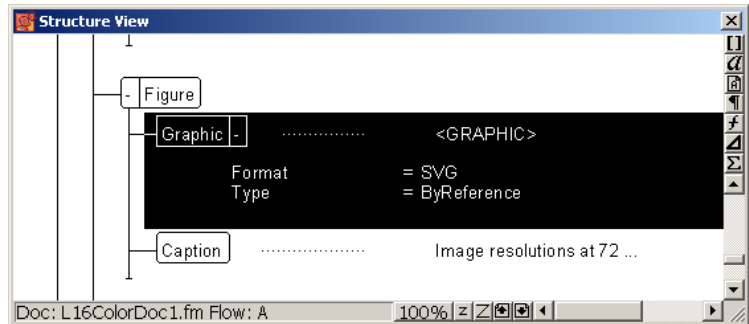 Structure View
- Figure
Graphic - ............... <GRAPHIC>
Format = SVG
Type = ByReference
Caption ................... Image resolutions at 72 ...
Doc: L16ColorDoc1.fm Flow: A 100% z Z